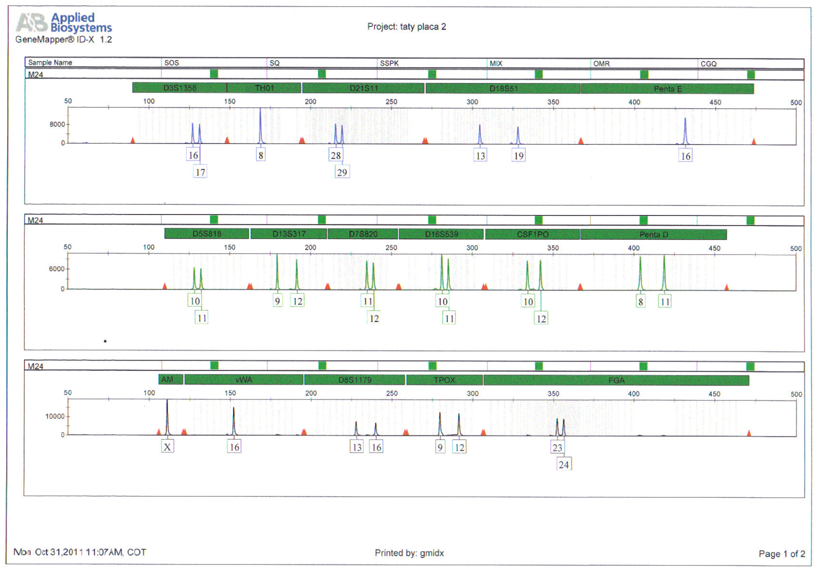 AB Applied Biosystems
GeneMapper® ID-X 1.2
Project: taty placa 2
Sample Name SOS SQ SSPK MIX OMR CGQ
M24
D3S1358 TH01 D21S11 D18S51 Penta E
50 100 150 200 250 300 350 400 450 500
8000
0
16 8 28 13 19 16
17 29
M24
D5S818 D13S317 D7S820 D16S539 CSF1PO Penta D
50 100 150 200 250 300 350 400 450 500
6000
0
10 9 12 11 10 10 8 11
11 12 11 12
M24
AM vWA D8S1179 TPOX FGA
50 100 150 200 250 300 350 400 450 500
10000
0
X 16 13 16 9 12 23
24
Mon Oct 31,2011 11:07AM, COT
Printed by: gmidx
Page 1 of 2